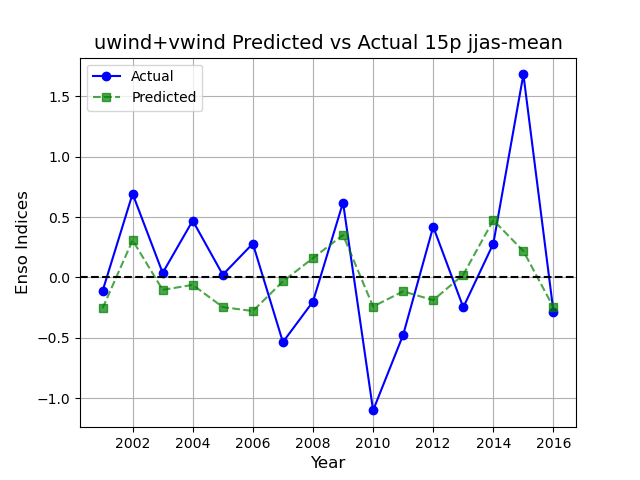 uwind+vwind Predicted vs Actual 15p jjas-mean
Actual
Predicted
Enso Indices
1.5
1.0
0.5
0.0
−0.5
−1.0
2002 2004 2006 2008 2010 2012 2014 2016
Year